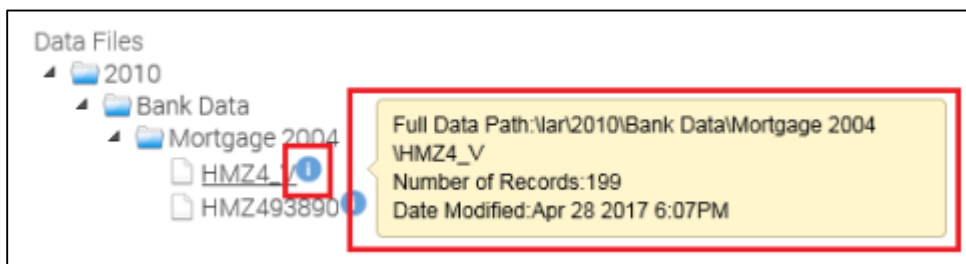 Data Files
2010
Bank Data
Mortgage 2004
HMZ4_V
HMZ493890
Full Data Path:\lar\2010\Bank Data\Mortgage 2004
\HMZ4_V
Number of Records:199
Date Modified:Apr 28 2017 6:07PM